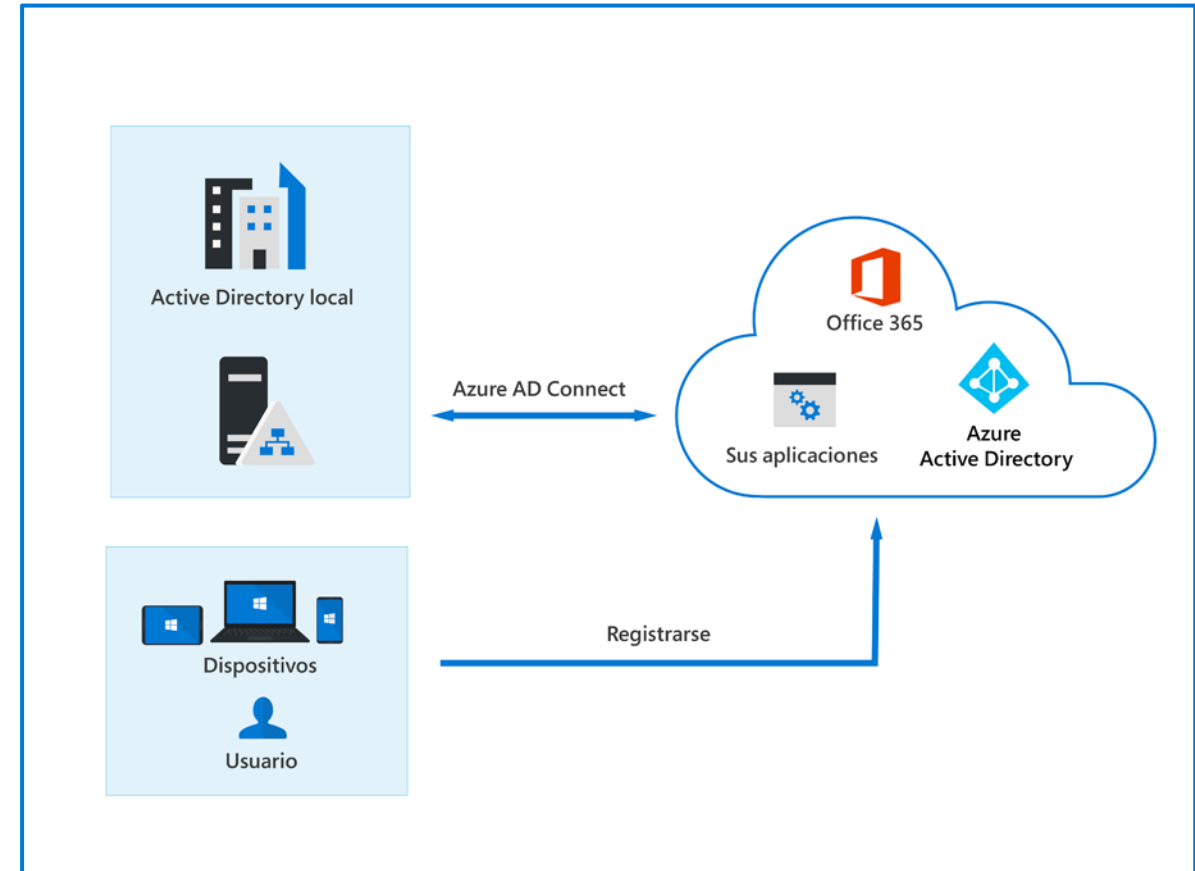 Active Directory local
Azure AD Connect
Office 365
Sus aplicaciones
Azure
Active Directory
Dispositivos
Usuario
Registrarse